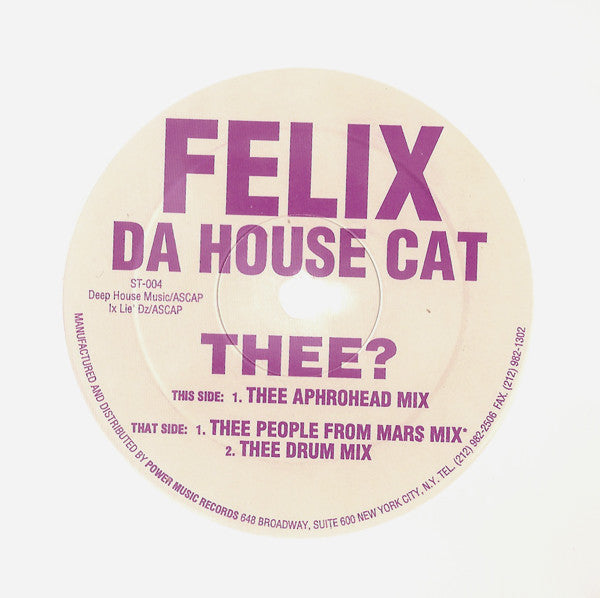 FELIX
DA HOUSE CAT
ST-004
Deep House Music/ASCAP
Ix Lie' Dz/ASCAP
THEE?
THIS SIDE: 1. THEE APHROHEAD MIX
THAT SIDE: 1. THEE PEOPLE FROM MARS MIX*
2. THEE DRUM MIX
MANUFACTURED AND DISTRIBUTED BY POWER MUSIC RECORDS 648 BROADWAY, SUITE 600 NEW YORK CITY, N.Y. TEL. (212) 982-2506 FAX. (212) 982-1302